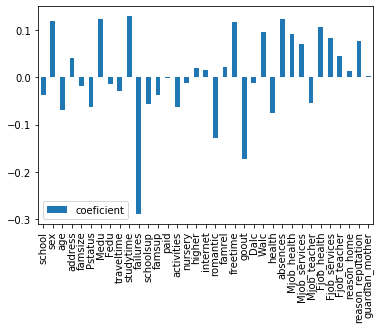 0.1
0.0
−0.1
−0.2
−0.3
coeficient
school
sex
age
address
famsize
Pstatus
Medu
Fedu
traveltime
studytime
failures
schoolsup
famsup
paid
activities
nursery
higher
internet
romantic
famrel
freetime
goout
Dalc
Walc
health
absences
Mjob_health
Mjob_services
Mjob_teacher
Fjob_health
Fjob_services
Fjob_teacher
reason_home
reason_reputation
guardian_mother